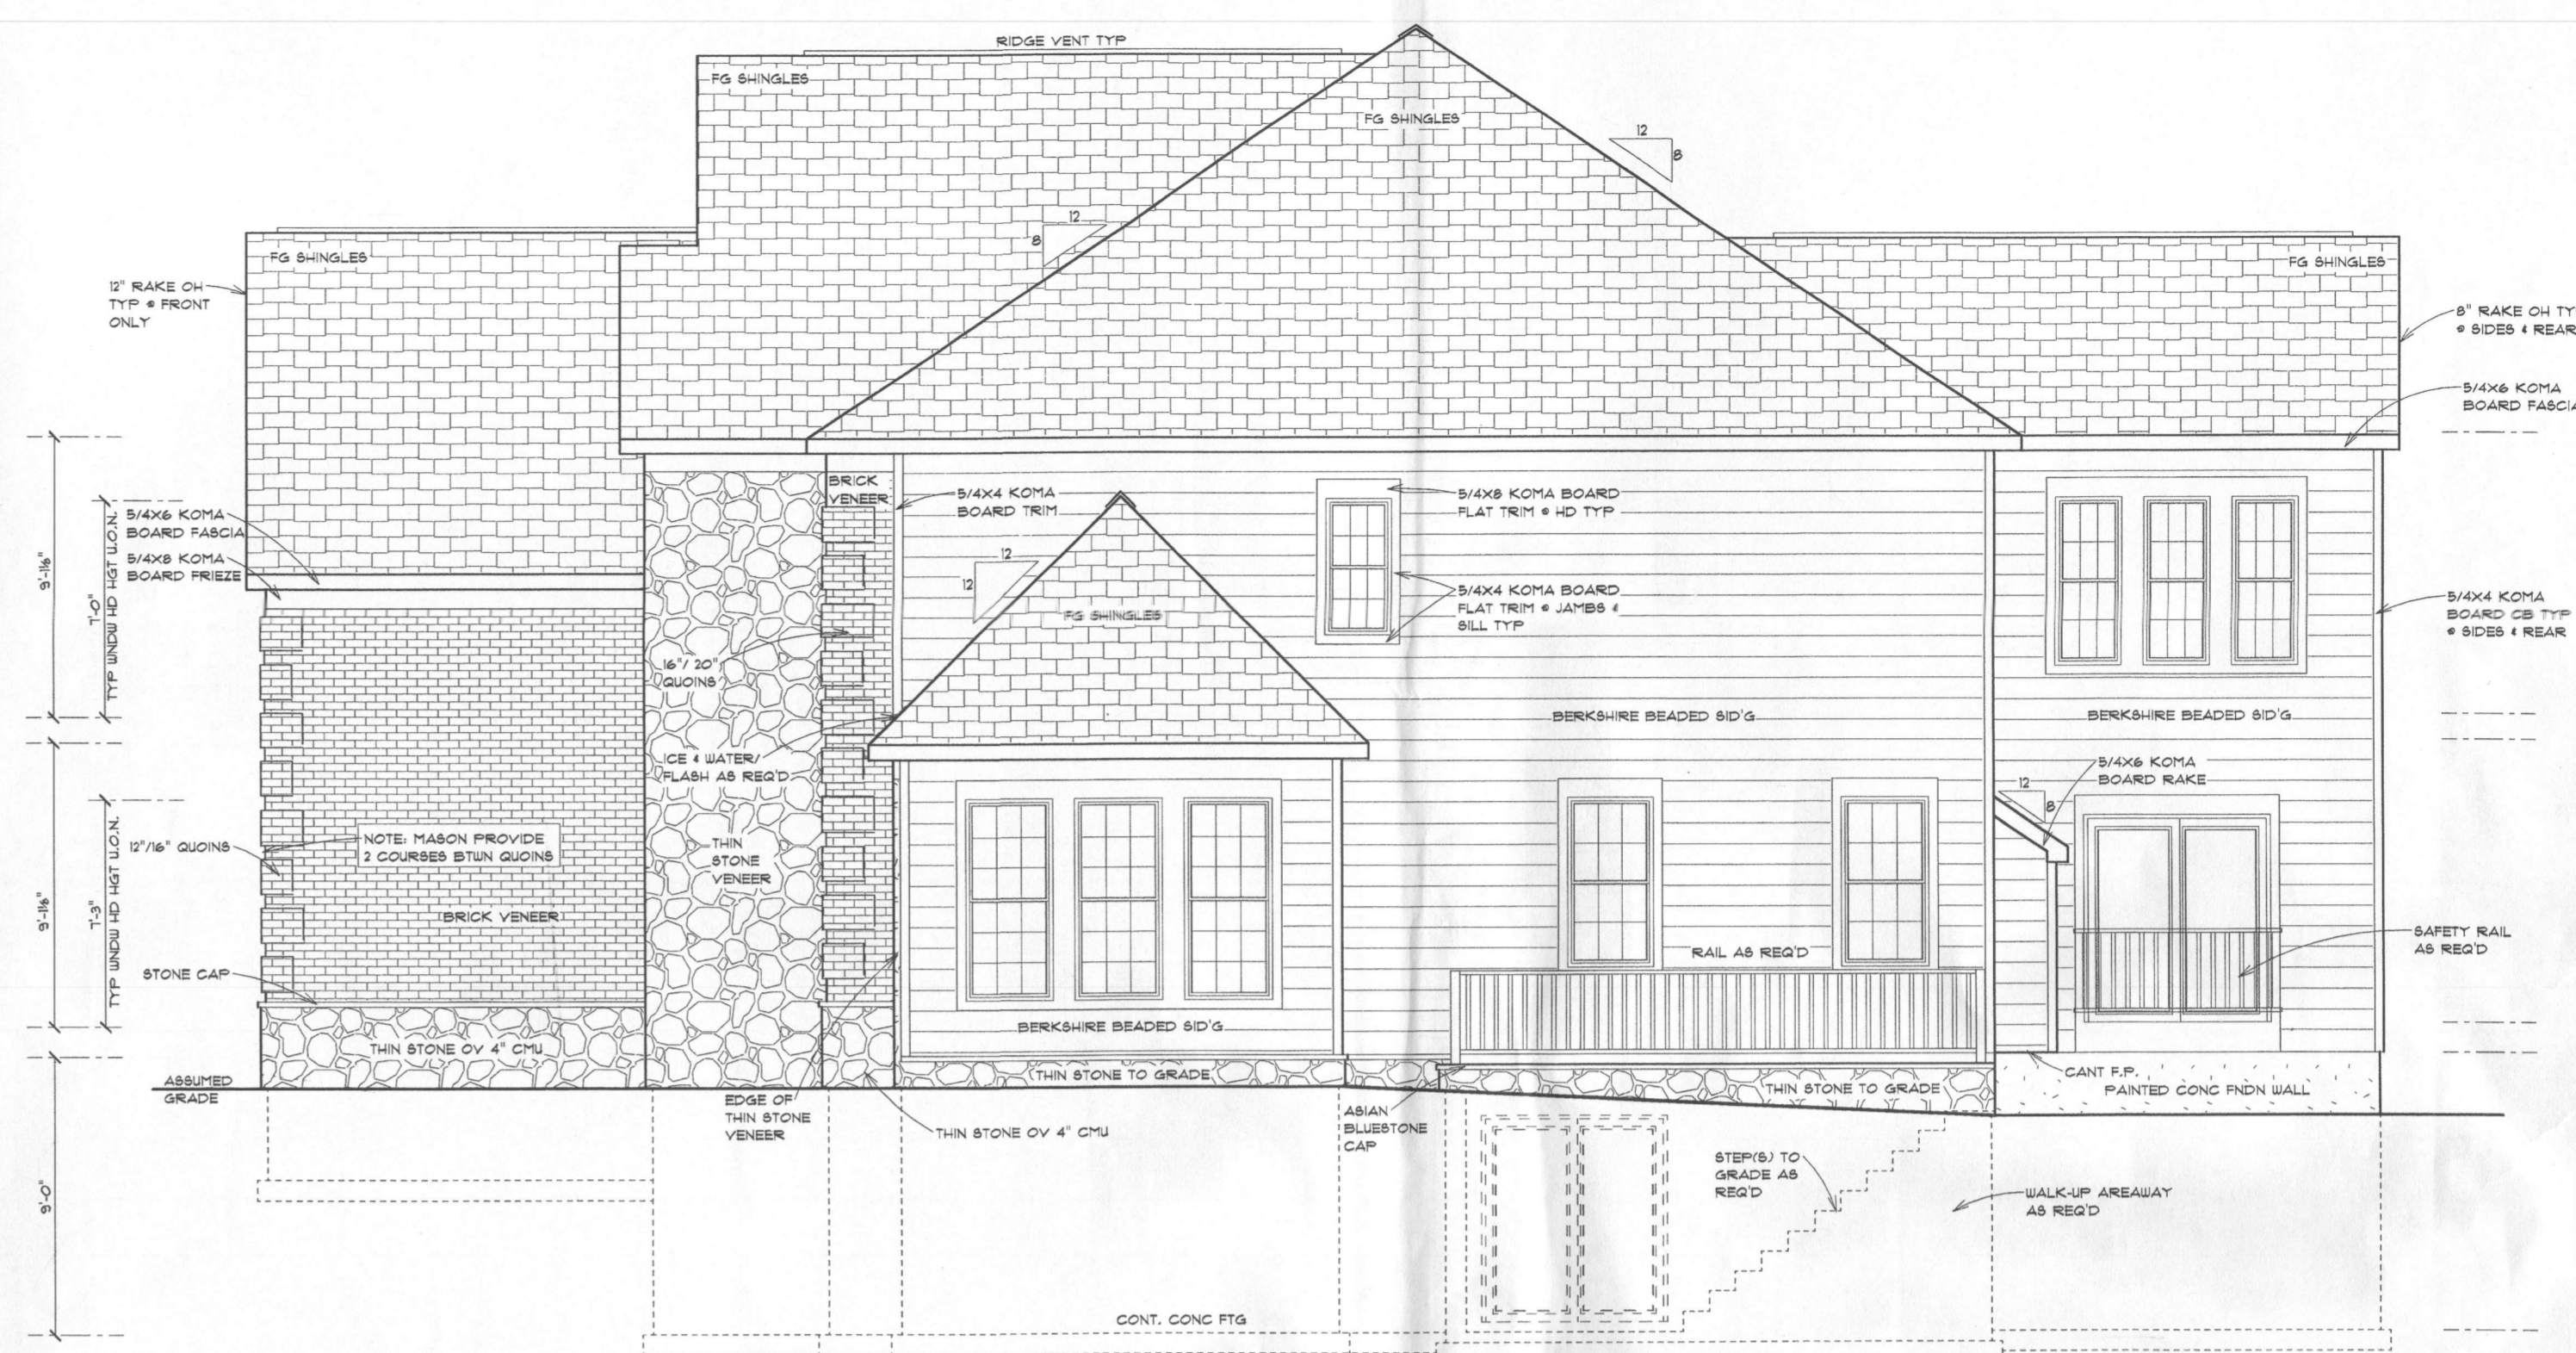 RIDGE VENT TYP
FG SHINGLES
FG SHINGLES
12
8
12
8
FG SHINGLES
FG SHINGLES
12" RAKE OH
TYP @ FRONT
ONLY
8" RAKE OH TY
@ SIDES & REAR
5/4X6 KOMA
BOARD FASCIA
BRICK
VENEER
5/4X4 KOMA
BOARD TRIM
5/4X8 KOMA BOARD
FLAT TRIM @ HD TYP
5/4X6 KOMA
BOARD FASCIA
5/4X8 KOMA
BOARD FRIEZE
9'-1 1/8"
7'-0"
TYP WNDW HD HGT U.O.N.
12
12
FG SHINGLES
5/4X4 KOMA BOARD
FLAT TRIM @ JAMBS &
SILL TYP
5/4X4 KOMA
BOARD CB TYP
@ SIDES & REAR
16"/ 20"
QUOINS
BERKSHIRE BEADED SID'G
BERKSHIRE BEADED SID'G
ICE & WATER/
FLASH AS REQ'D
5/4X6 KOMA
BOARD RAKE
12
8
12"/16" QUOINS
NOTE: MASON PROVIDE
2 COURSES BTWN QUOINS
THIN
STONE
VENEER
9'-1 1/8"
7'-3"
TYP WNDW HD HGT U.O.N.
BRICK VENEER
RAIL AS REQ'D
SAFETY RAIL
AS REQ'D
STONE CAP
BERKSHIRE BEADED SID'G
THIN STONE OV 4" CMU
THIN STONE TO GRADE
THIN STONE TO GRADE
CANT F.P.
PAINTED CONC FNDN WALL
ASSUMED
GRADE
EDGE OF
THIN STONE
VENEER
THIN STONE OV 4" CMU
ASIAN
BLUESTONE
CAP
STEP(S) TO
GRADE AS
REQ'D
WALK-UP AREAWAY
AS REQ'D
9'-0"
CONT. CONC FTG